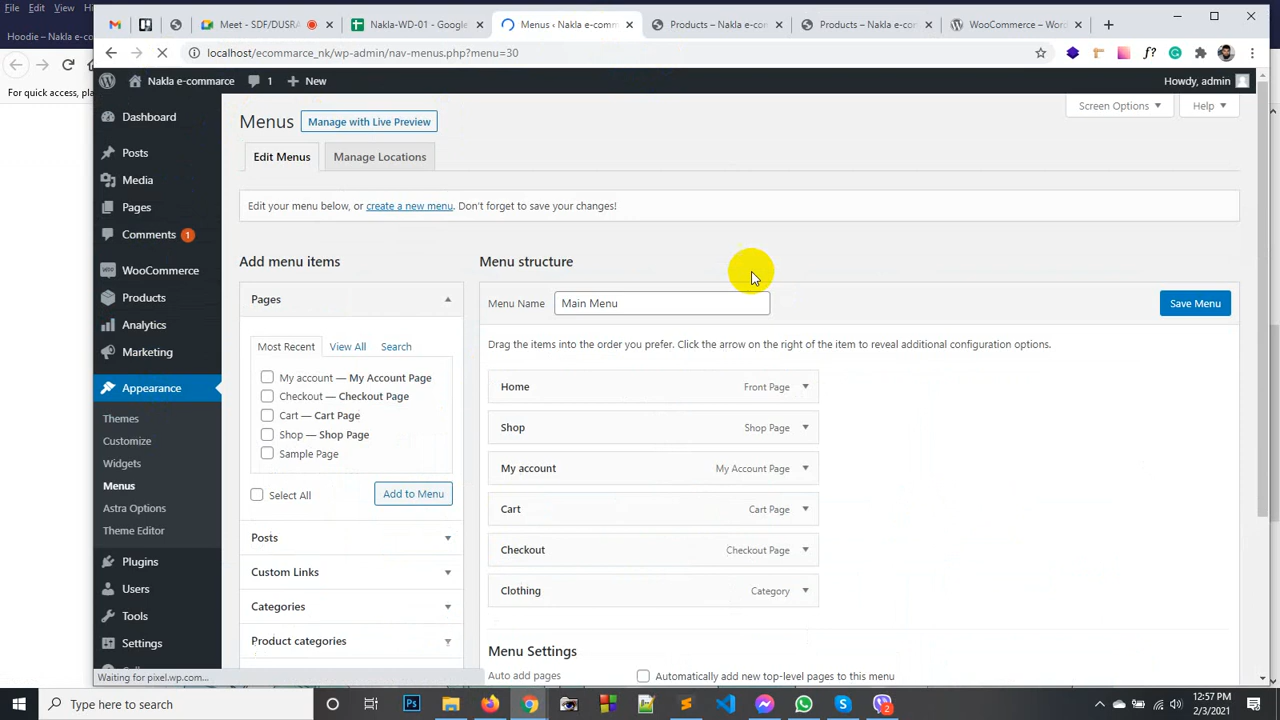 File Edit View Hi
Hoodie – Nakla e-com
For quick access, plac
Meet - SDF/DUSRA
Nakla-WD-01 - Google
Menus ‹ Nakla e-comm
Products – Nakla e-con
Products – Nakla e-con
WooCommerce – Word
localhost/ecommerce_nk/wp-admin/nav-menus.php?menu=30
Nakla e-commerce 1 New Howdy, admin
Screen Options Help
Menus Manage with Live Preview
Edit Menus Manage Locations
Edit your menu below, or create a new menu. Don't forget to save your changes!
Dashboard
Posts
Media
Pages
Comments 1
WooCommerce
Products
Analytics
Marketing
Appearance
Themes
Customize
Widgets
Menus
Astra Options
Theme Editor
Plugins
Users
Tools
Settings
Add menu items
Pages
Most Recent View All Search
My account — My Account Page
Checkout — Checkout Page
Cart — Cart Page
Shop — Shop Page
Sample Page
Select All Add to Menu
Posts
Custom Links
Categories
Product categories
Menu structure
Menu Name Main Menu Save Menu
Drag the items into the order you prefer. Click the arrow on the right of the item to reveal additional configuration options.
Home Front Page
Shop Shop Page
My account My Account Page
Cart Cart Page
Checkout Checkout Page
Clothing Category
Menu Settings
Auto add pages Automatically add new top-level pages to this menu
Waiting for pixel.wp.com...
Type here to search
12:57 PM
2/3/2021